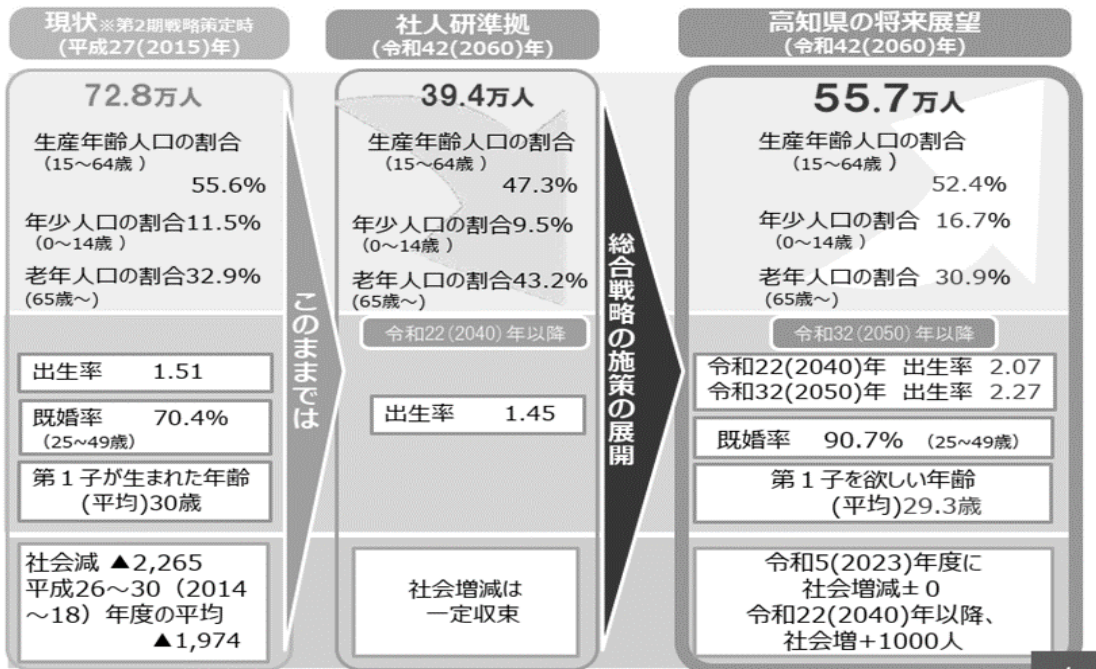 現状※第2期戦略策定時
(平成27(2015)年)
72.8万人
生産年齢人口の割合
(15～64歳 )
55.6%
年少人口の割合11.5%
(0～14歳 )
老年人口の割合32.9%
(65歳～)
出生率 1.51
既婚率 70.4%
(25~49歳)
第１子が生まれた年齢
(平均)30歳
社会減 ▲2,265
平成26～30（2014
～18）年度の平均
▲1,974
このままでは
社人研準拠
(令和42(2060)年)
39.4万人
生産年齢人口の割合
(15～64歳 )
47.3%
年少人口の割合9.5%
(0～14歳 )
老年人口の割合43.2%
(65歳～)
令和22(2040)年以降
出生率 1.45
社会増減は
一定収束
総合戦略の施策の展開
高知県の将来展望
(令和42(2060)年)
55.7万人
生産年齢人口の割合
(15～64歳 )
52.4%
年少人口の割合 16.7%
(0～14歳 )
老年人口の割合 30.9%
(65歳～)
令和32(2050)年以降
令和22(2040)年 出生率 2.07
令和32(2050)年 出生率 2.27
既婚率 90.7% (25~49歳)
第１子を欲しい年齢
(平均)29.3歳
令和5(2023)年度に
社会増減±０
令和22(2040)年以降、
社会増+1000人